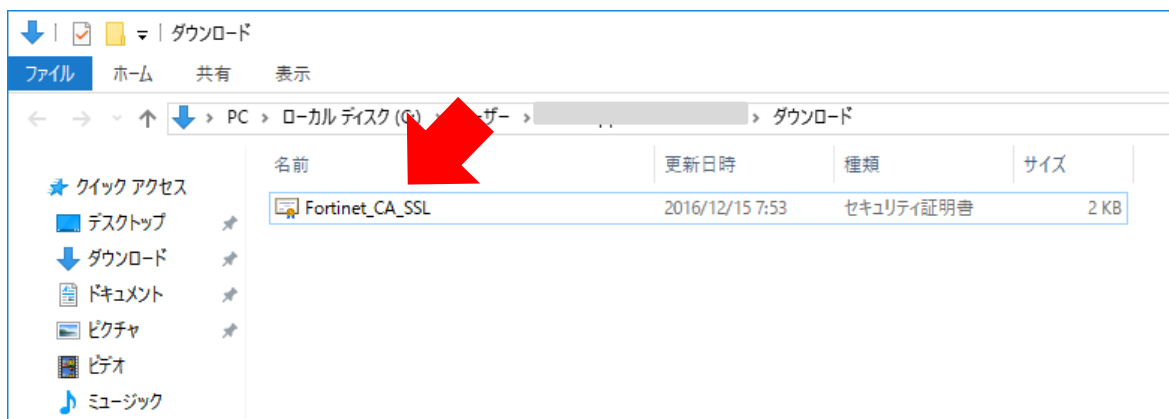 ダウンロード
ファイル ホーム 共有 表示
PC ローカル ディスク (C:) ダウンロード
名前 更新日時 種類 サイズ
クイック アクセス
Fortinet_CA_SSL 2016/12/15 7:53 セキュリティ証明書 2 KB
デスクトップ
ダウンロード
ドキュメント
ピクチャ
ビデオ
ミュージック